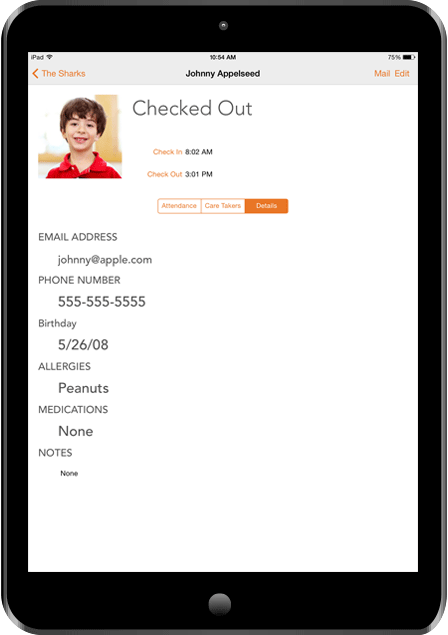 iPad 10:54 AM 75%
The Sharks Johnny Appelseed Mail Edit
Checked Out
Check In 8:02 AM
Check Out 3:01 PM
Attendance Care Takers Details
EMAIL ADDRESS
johnny@apple.com
PHONE NUMBER
555-555-5555
Birthday
5/26/08
ALLERGIES
Peanuts
MEDICATIONS
None
NOTES
None